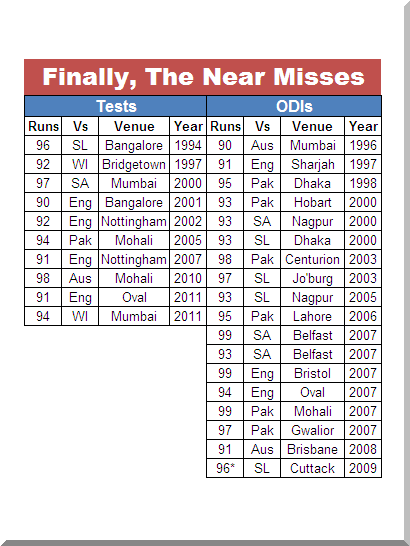 Finally, The Near Misses
Tests ODIs
Runs Vs Venue Year Runs Vs Venue Year
96 SL Bangalore 1994 90 Aus Mumbai 1996
92 WI Bridgetown 1997 91 Eng Sharjah 1997
97 SA Mumbai 2000 95 Pak Dhaka 1998
90 Eng Bangalore 2001 93 Pak Hobart 2000
92 Eng Nottingham 2002 93 SA Nagpur 2000
94 Pak Mohali 2005 93 SL Dhaka 2000
91 Eng Nottingham 2007 98 Pak Centurion 2003
98 Aus Mohali 2010 97 SL Jo'burg 2003
91 Eng Oval 2011 93 SL Nagpur 2005
94 WI Mumbai 2011 95 Pak Lahore 2006
99 SA Belfast 2007
93 SA Belfast 2007
99 Eng Bristol 2007
94 Eng Oval 2007
99 Pak Mohali 2007
97 Pak Gwalior 2007
91 Aus Brisbane 2008
96* SL Cuttack 2009